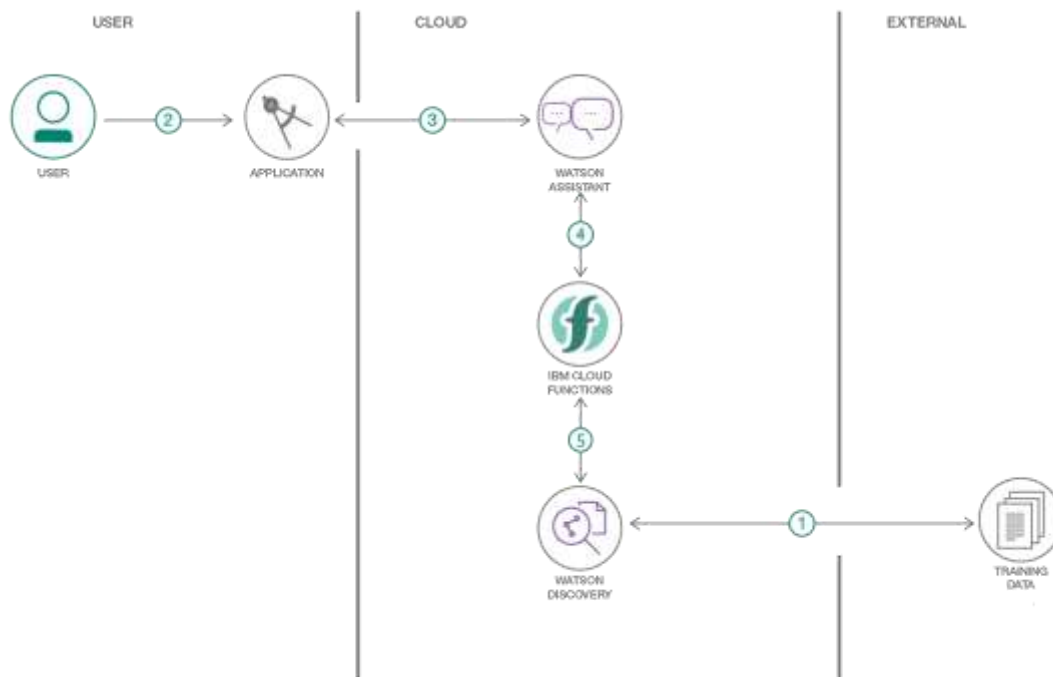 USER
CLOUD
EXTERNAL
2
3
USER
APPLICATION
WATSON
ASSISTANT
4
IBM CLOUD
FUNCTIONS
5
1
WATSON
DISCOVERY
TRAINING
DATA